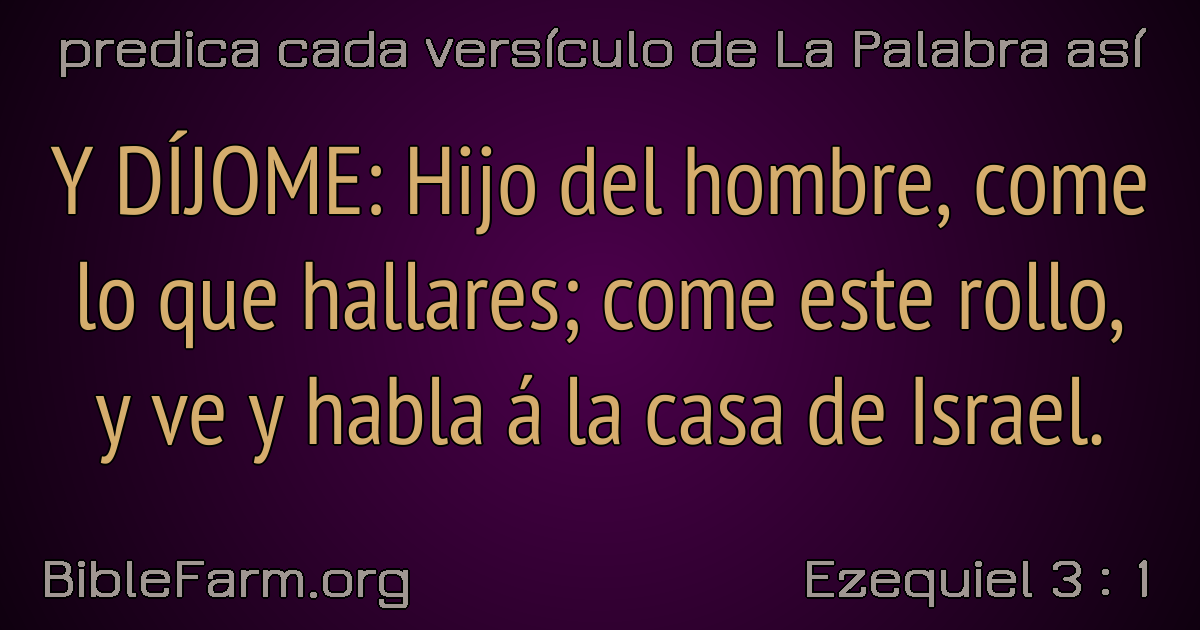 predica cada versículo de La Palabra así
Y DÍJOME: Hijo del hombre, come
lo que hallares; come este rollo,
y ve y habla á la casa de Israel.
BibleFarm.org
Ezequiel 3 : 1